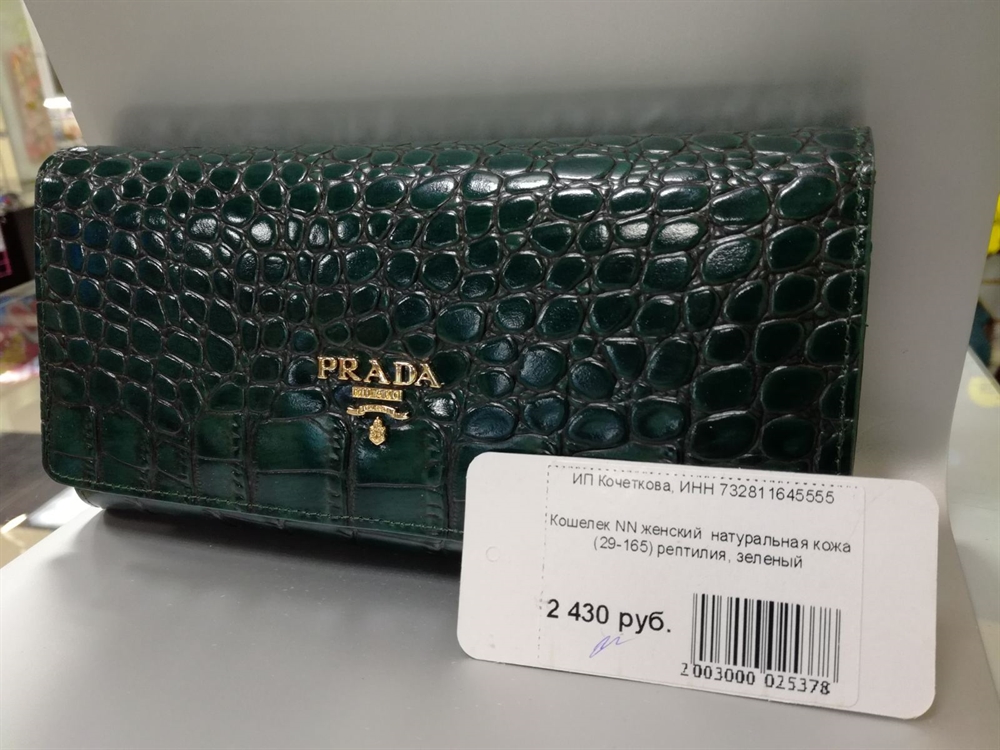 PRADA
MILANO
ИП Кочеткова, ИНН 732811645555
Кошелек NN женский натуральная кожа
(29-165) рептилия, зеленый
2 430 руб.
2003000 025378